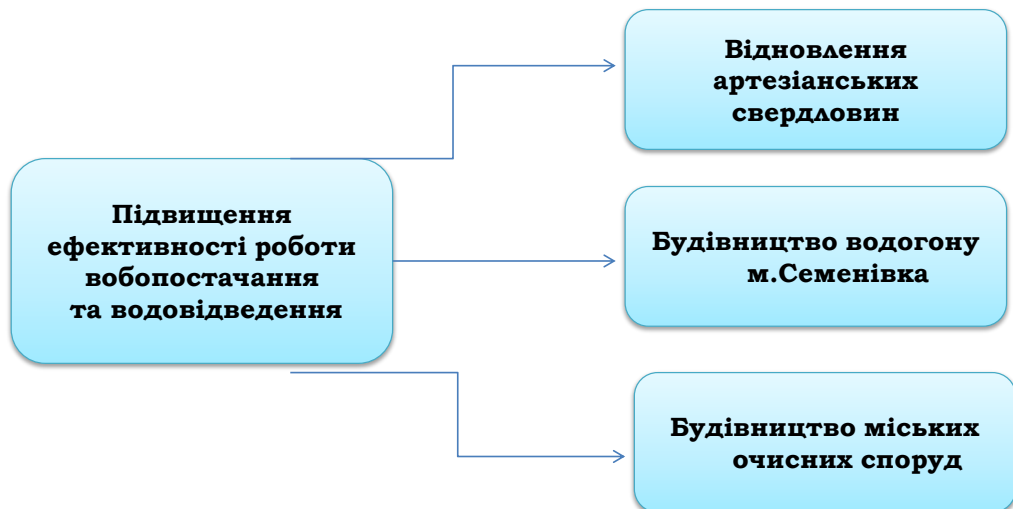 Відновлення
артезіанських
свердловин
Підвищення
ефективності роботи
вобопостачання
та водовідведення
Будівництво водогону
м.Семенівка
Будівництво міських
очисних споруд